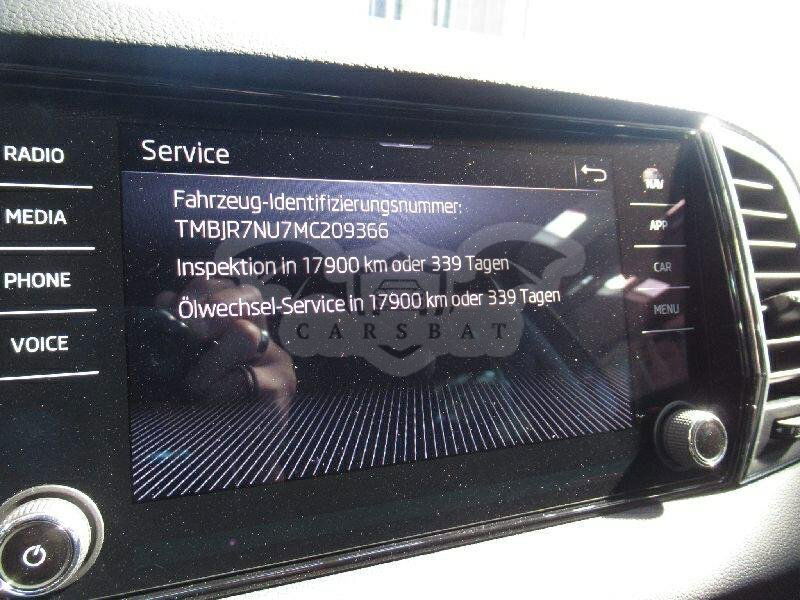 Service
Fahrzeug-Identifizierungsnummer:
TMBJR7NU7MC209366
Inspektion in 17900 km oder 339 Tagen
Ölwechsel-Service in 17900 km oder 339 Tagen
CARSBAT
RADIO
MEDIA
PHONE
VOICE
APP
CAR
MENU